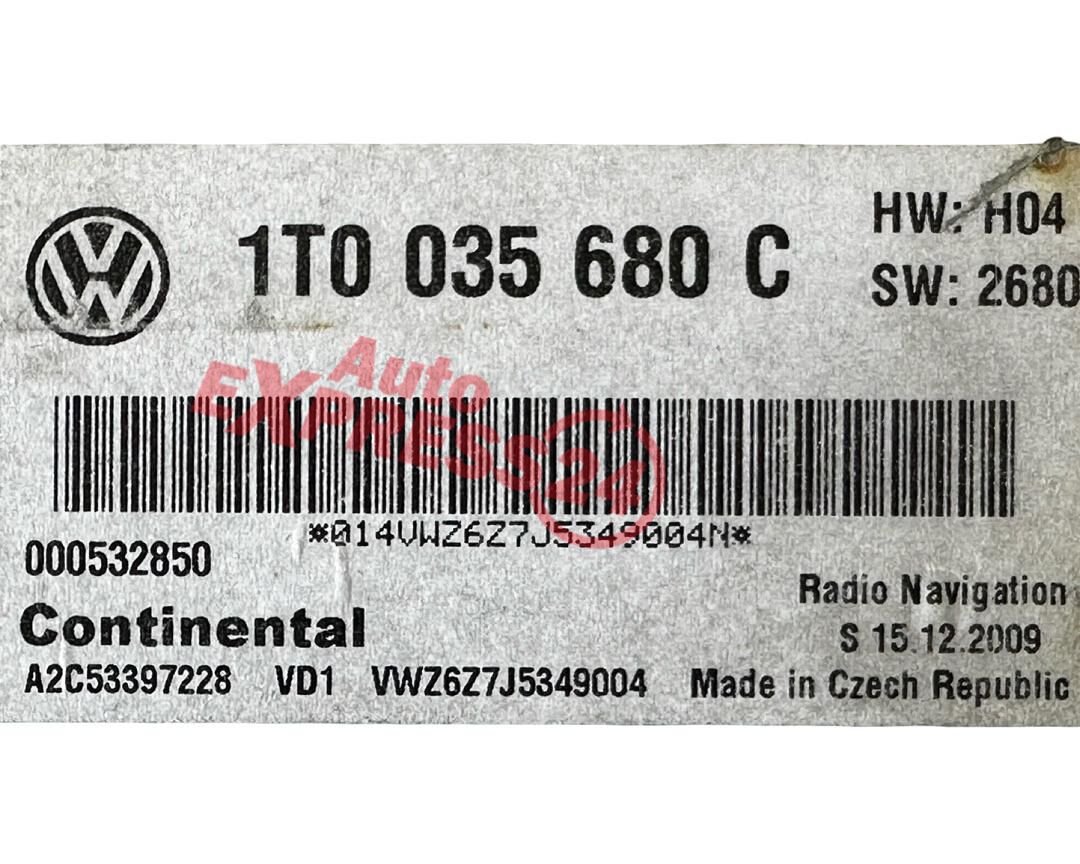 1T0 035 680 C
HW: H04
SW: 2680
Auto
EXPRESS24
*014VWZ6Z7J5349004N*
000532850
Continental
Radio Navigation
S 15.12.2009
A2C53397228 VD1 VWZ6Z7J5349004 Made in Czech Republic